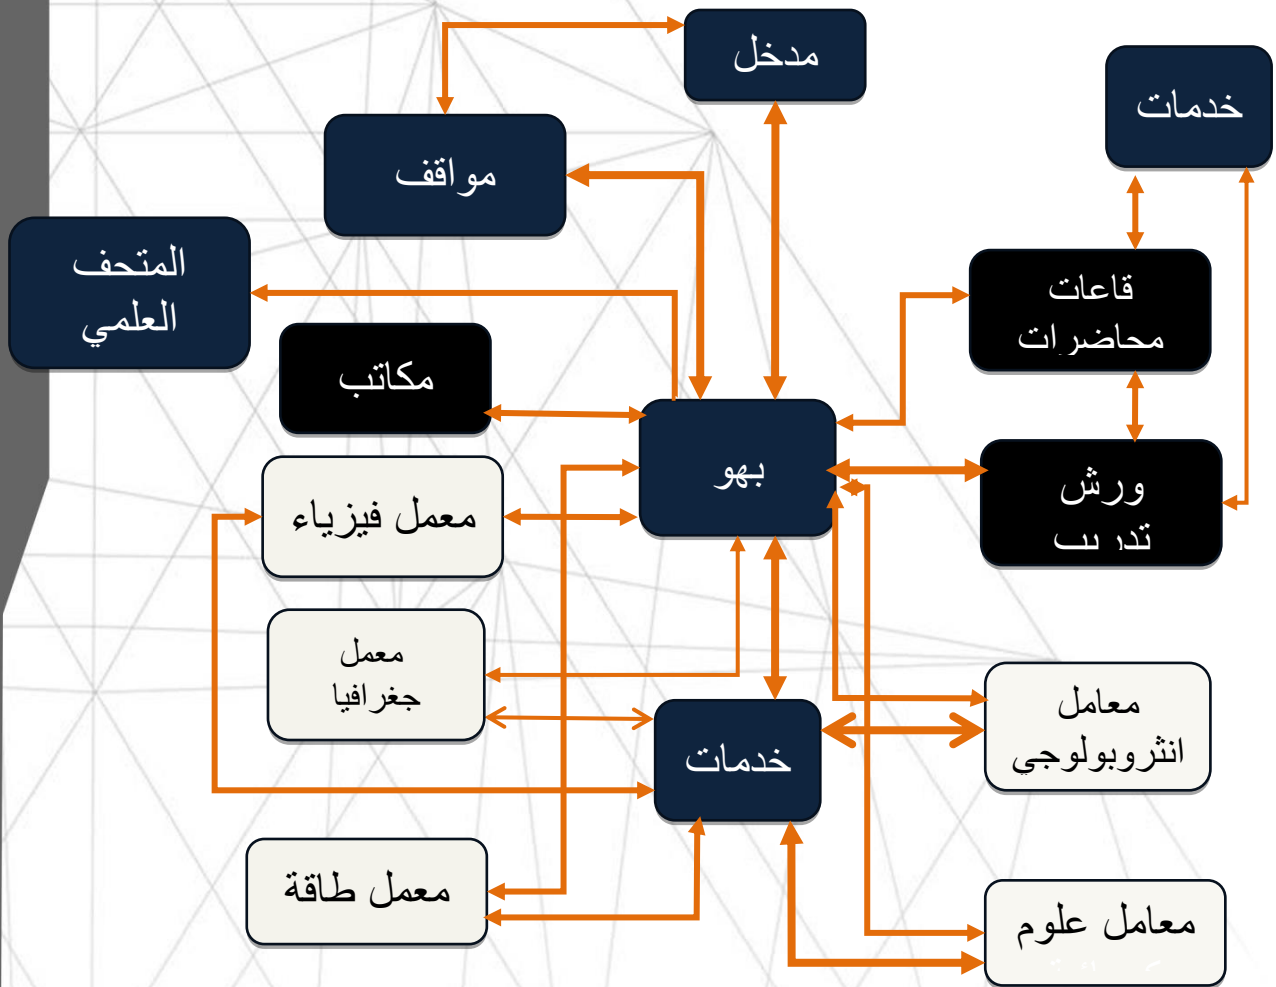 مدخل
خدمات
مواقف
المتحف
العلمي
قاعات
محاضرات
مكاتب
بهو
ورش
تدريب
معمل فيزياء
معمل
جغرافيا
معامل
انثروبولوجي
خدمات
معمل طاقة
معامل علوم